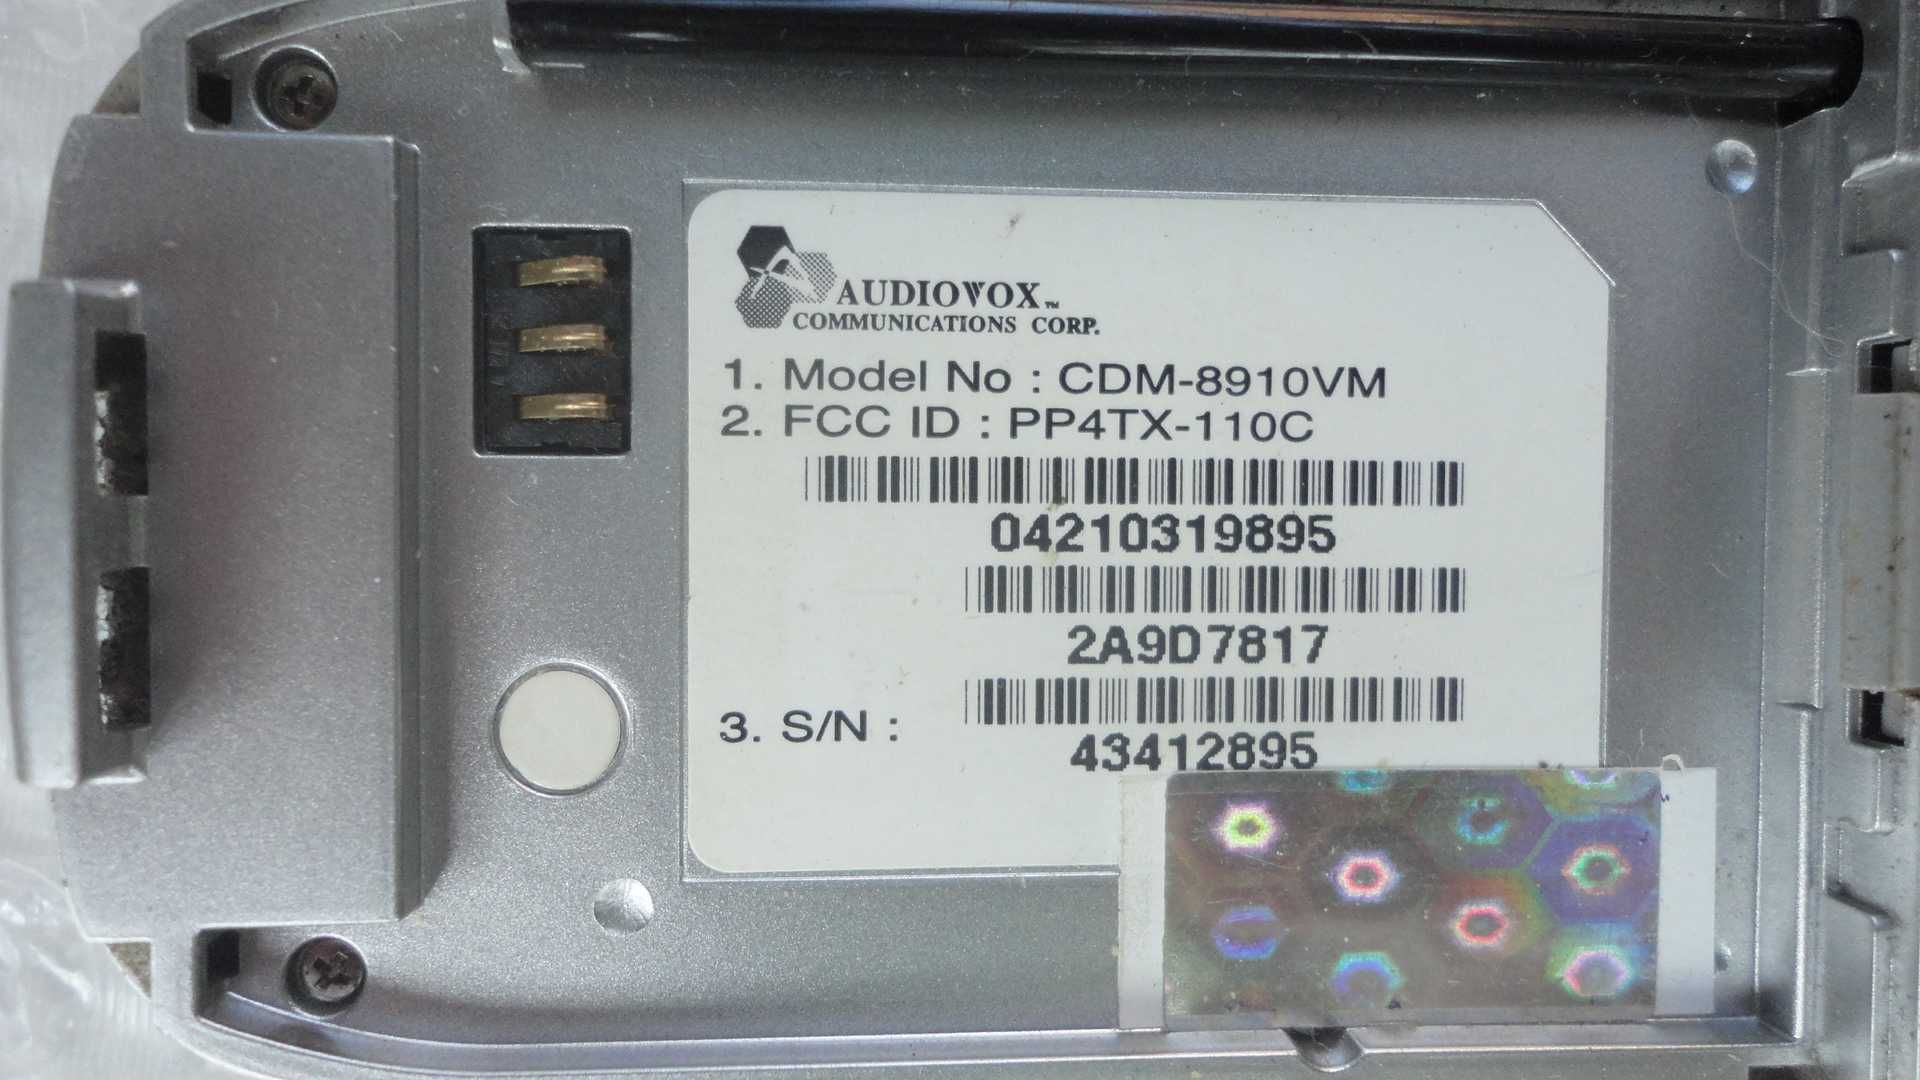 AUDIOVOX™
COMMUNICATIONS CORP.
1. Model No : CDM-8910VM
2. FCC ID : PP4TX-110C
04210319895
2A9D7817
3. S/N :
43412895